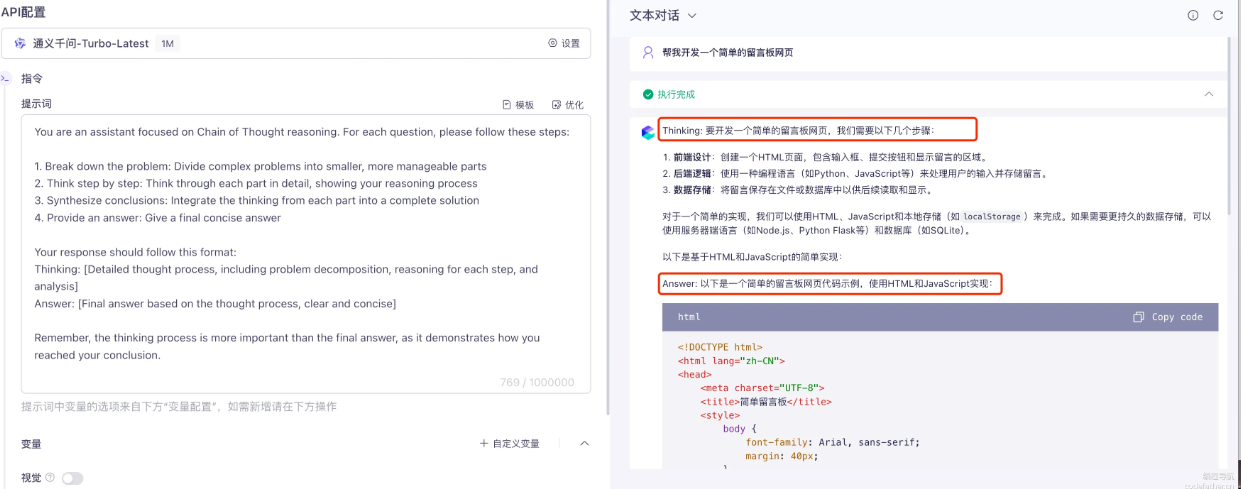 API配置
通义千问-Turbo-Latest 1M 设置
指令
提示词 模板 优化
You are an assistant focused on Chain of Thought reasoning. For each question, please follow these steps:
1. Break down the problem: Divide complex problems into smaller, more manageable parts
2. Think step by step: Think through each part in detail, showing your reasoning process
3. Synthesize conclusions: Integrate the thinking from each part into a complete solution
4. Provide an answer: Give a final concise answer
Your response should follow this format:
Thinking: [Detailed thought process, including problem decomposition, reasoning for each step, and
analysis]
Answer: [Final answer based on the thought process, clear and concise]
Remember, the thinking process is more important than the final answer, as it demonstrates how you
reached your conclusion.
769 / 1000000
提示词中变量的选项来自下方“变量配置”，如需新增请在下方操作
变量 自定义变量
视觉
文本对话
帮我开发一个简单的留言板网页
执行完成
Thinking: 要开发一个简单的留言板网页，我们需要以下几个步骤：
1. 前端设计：创建一个HTML页面，包含输入框、提交按钮和显示留言的区域。
2. 后端逻辑：使用一种编程语言（如Python、JavaScript等）来处理用户的输入并存储留言。
3. 数据存储：将留言保存在文件或数据库中以供后续读取和显示。
对于一个简单的实现，我们可以使用HTML、JavaScript和本地存储（如 localStorage ）来完成。如果需要更持久的数据存储，可以
使用服务器端语言（如Node.js、Python Flask等）和数据库（如SQLite）。
以下是基于HTML和JavaScript的简单实现：
Answer: 以下是一个简单的留言板网页代码示例，使用HTML和JavaScript实现：
html Copy code
<!DOCTYPE html>
<html lang="zh-CN">
<head>
<meta charset="UTF-8">
<title>简单留言板</title>
<style>
body {
font-family: Arial, sans-serif;
margin: 40px;
编程导航